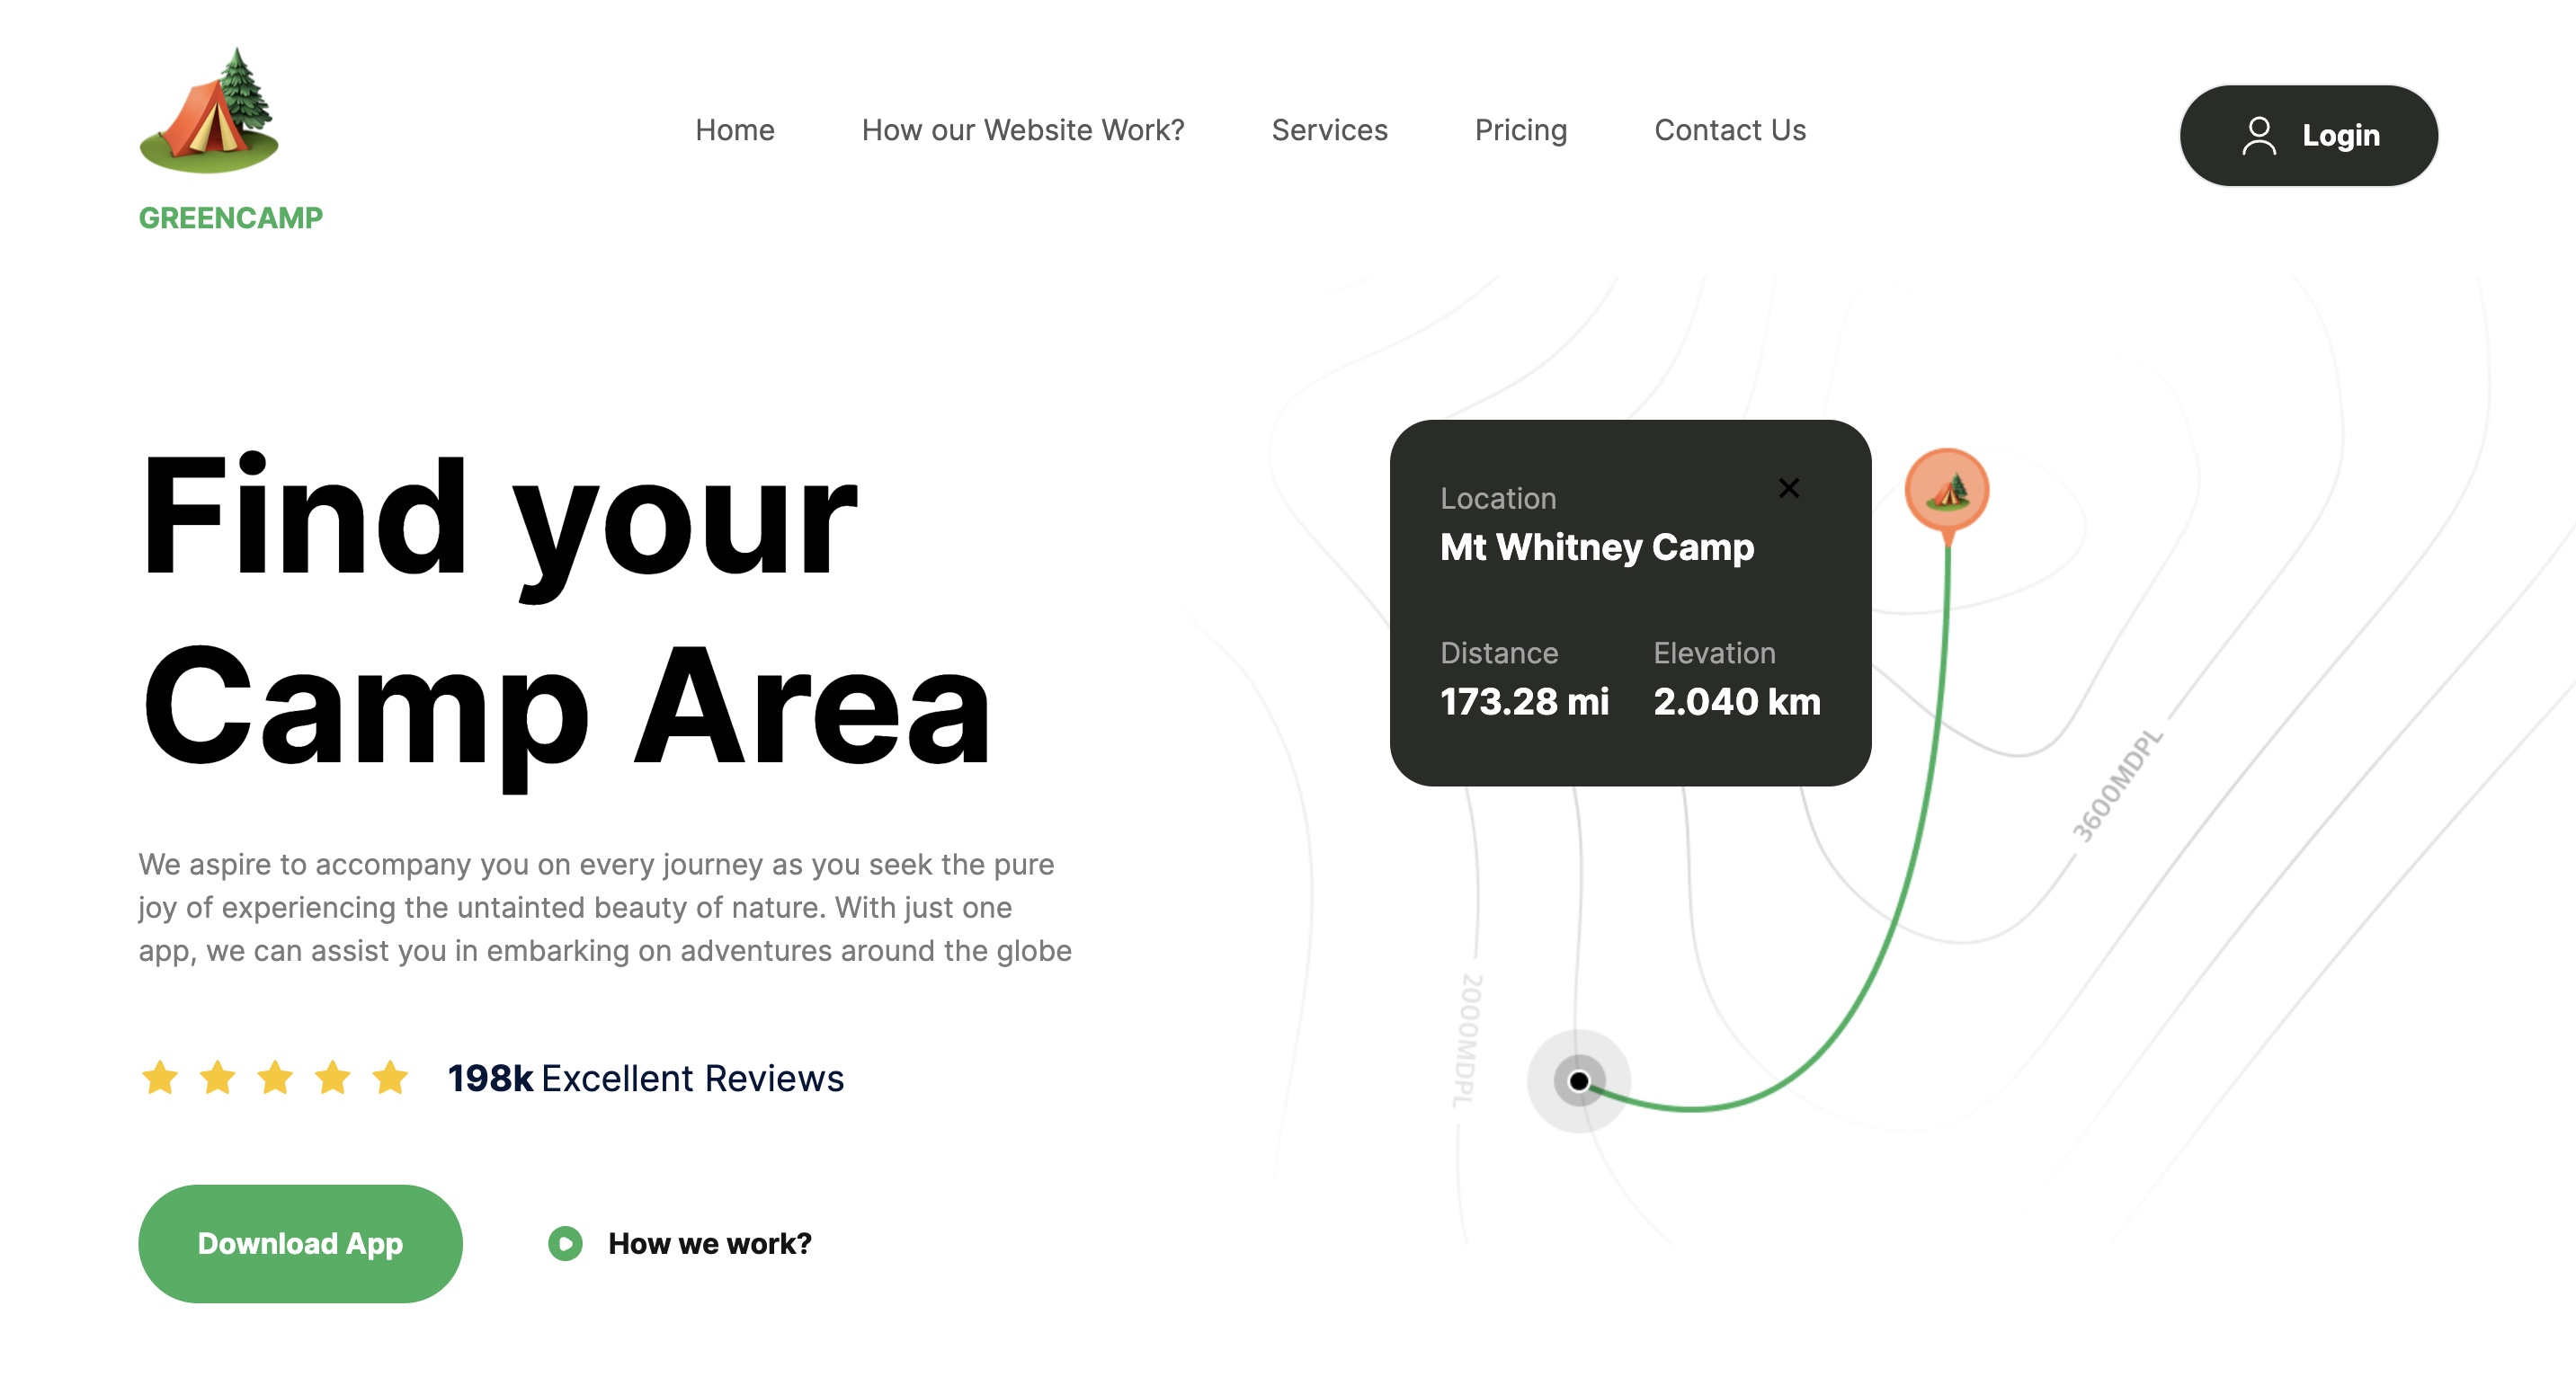 GREENCAMP
Home
How our Website Work?
Services
Pricing
Contact Us
Login
Find your
Camp Area
We aspire to accompany you on every journey as you seek the pure
joy of experiencing the untainted beauty of nature. With just one
app, we can assist you in embarking on adventures around the globe
198k Excellent Reviews
Download App
How we work?
Location
Mt Whitney Camp
Distance
Elevation
173.28 mi
2.040 km
3600MDPL
2000MDPL